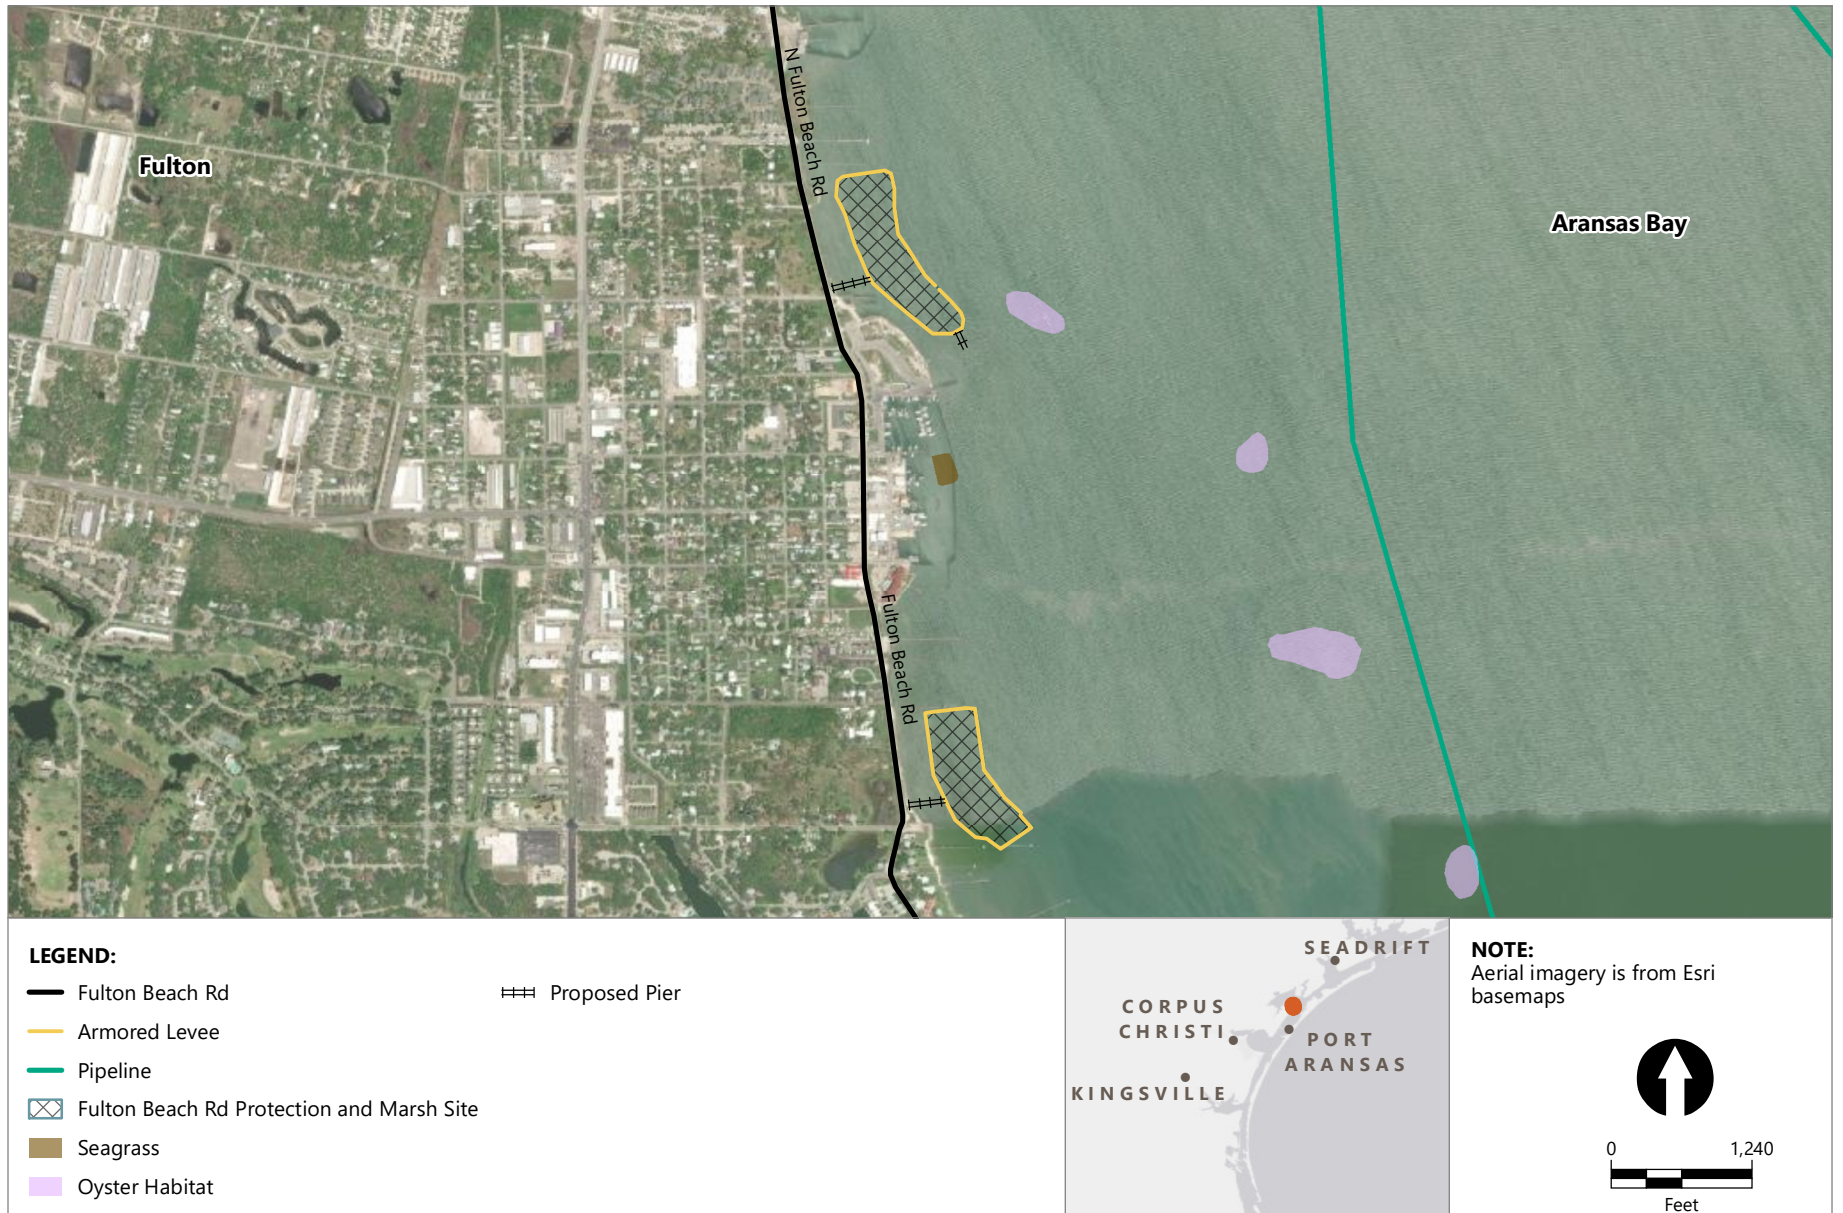 N Fulton Beach Rd
Fulton
Aransas Bay
Fulton Beach Rd
LEGEND:
Fulton Beach Rd
Armored Levee
Pipeline
Fulton Beach Rd Protection and Marsh Site
Seagrass
Oyster Habitat
Proposed Pier
SEADRIFT
CORPUS
CHRISTI
PORT
ARANSAS
KINGSVILLE
NOTE:
Aerial imagery is from Esri
basemaps
0 1,240
Feet